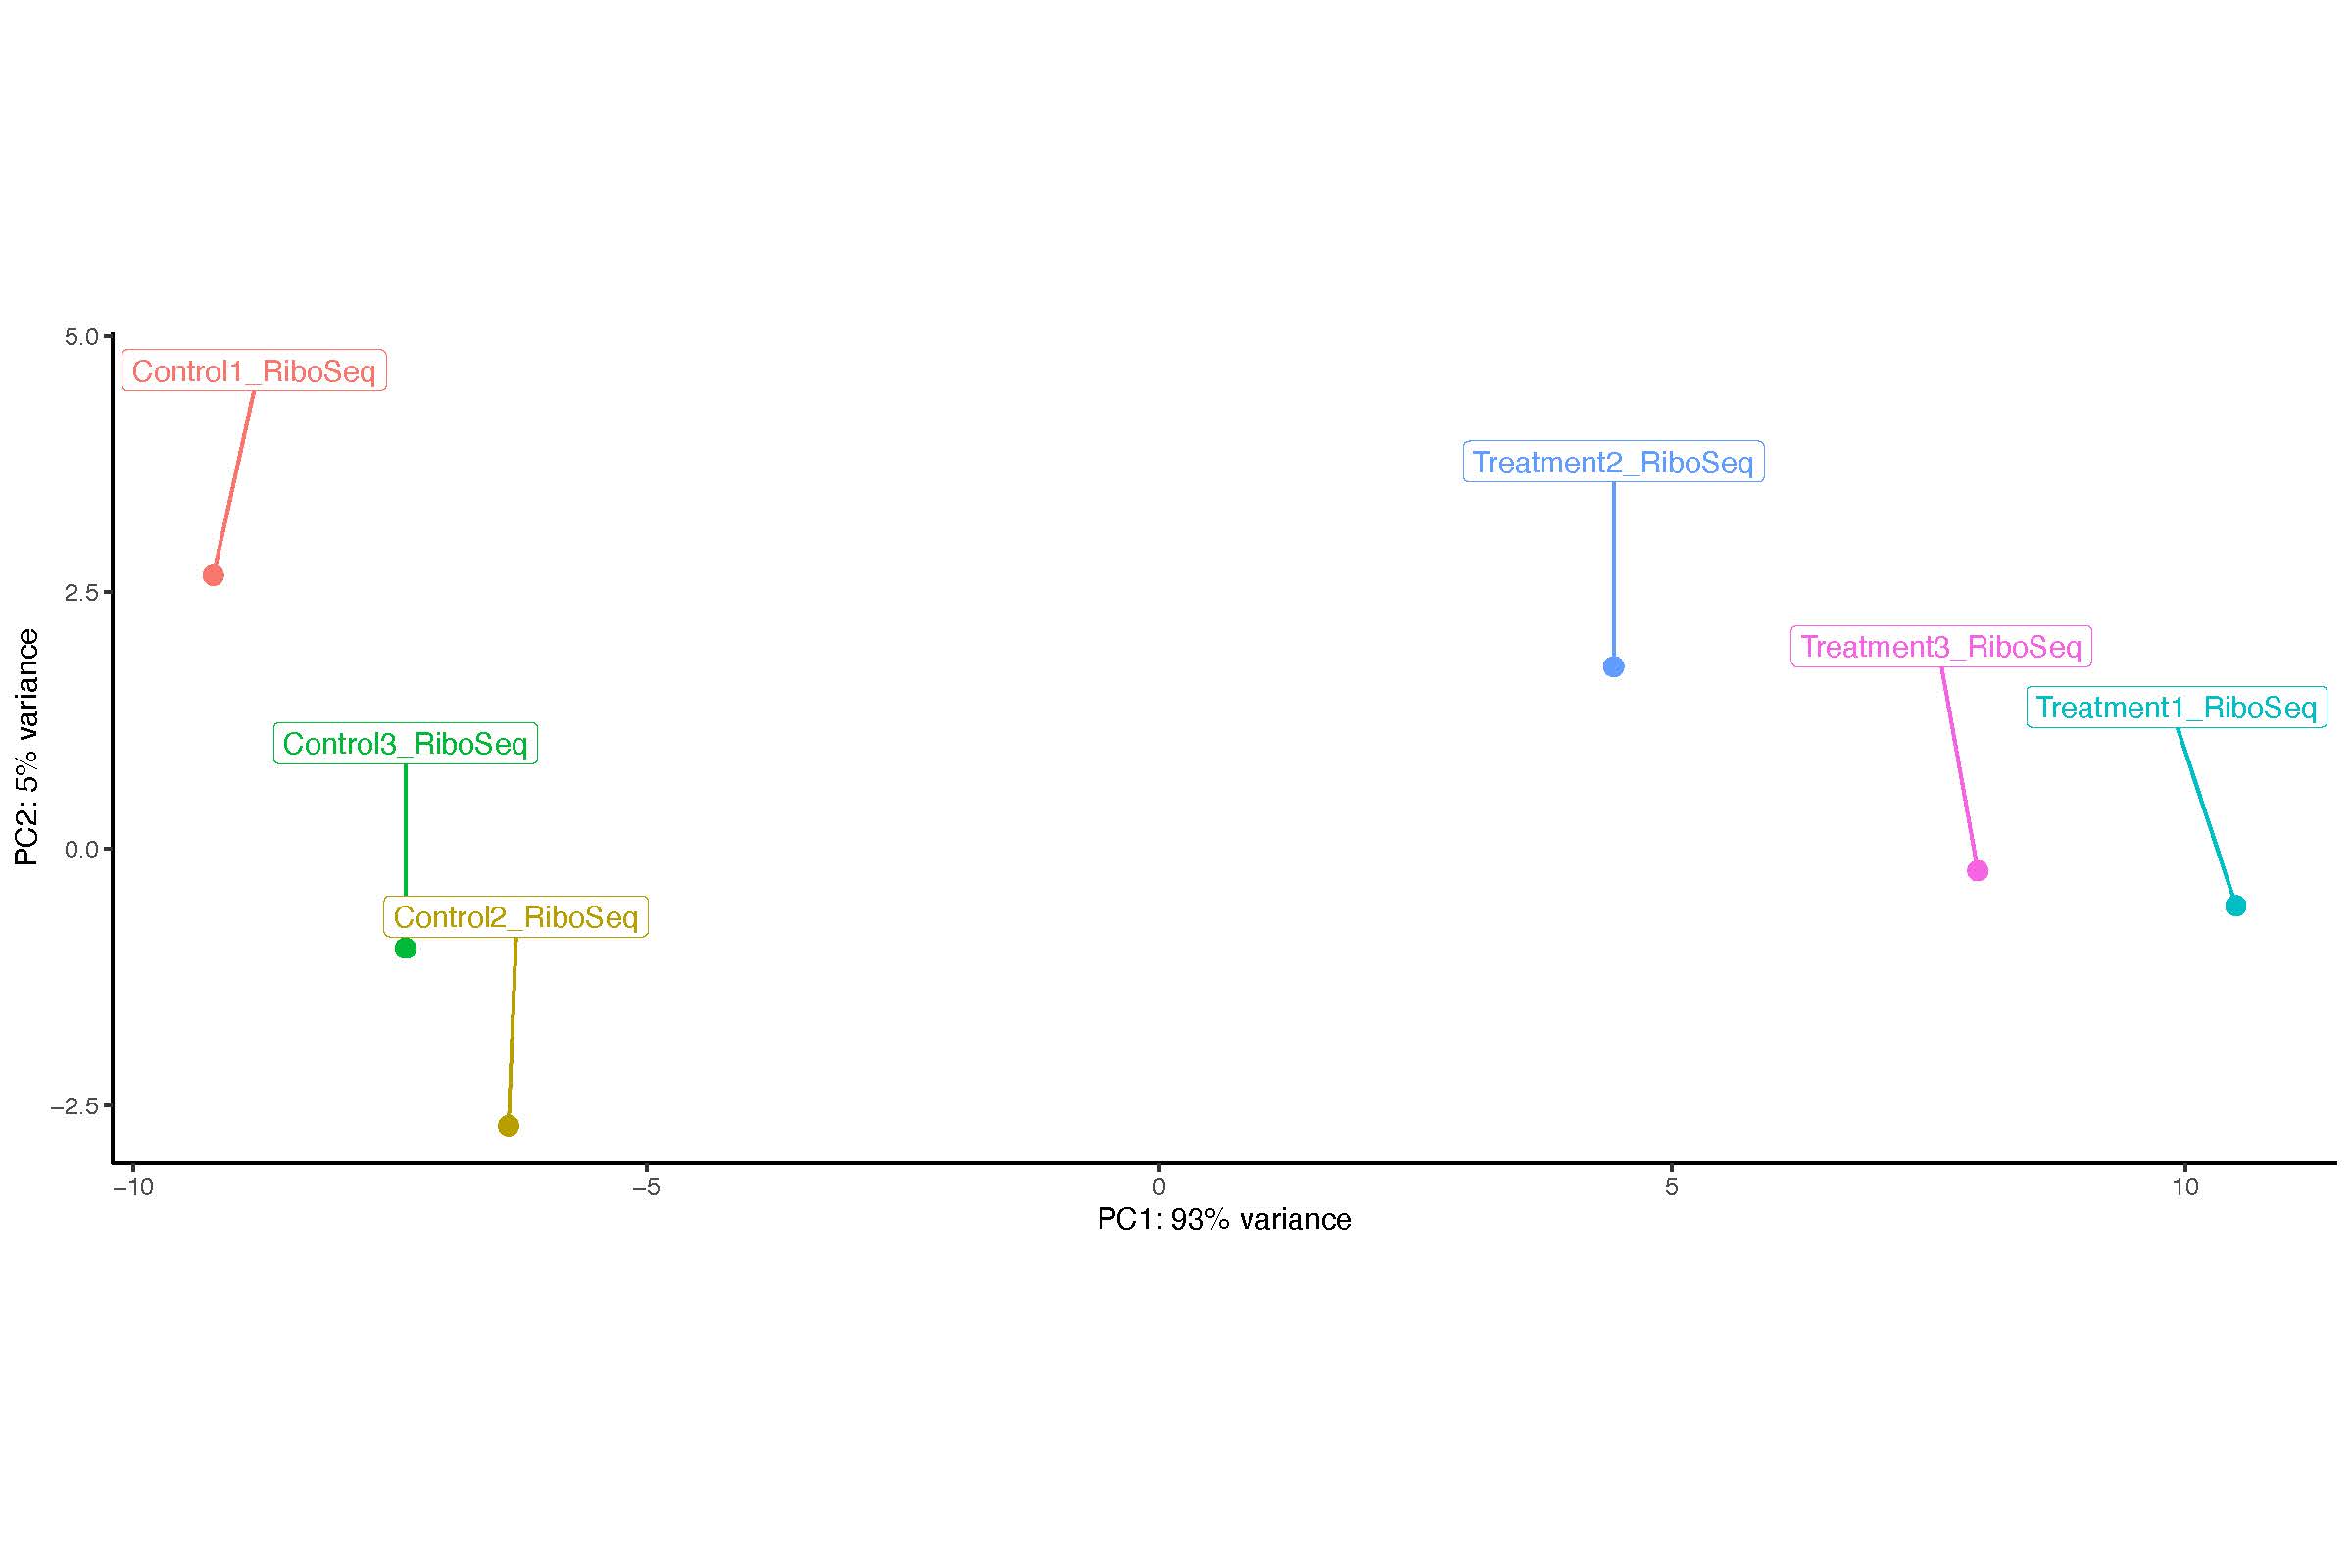 5.0
Control1_RiboSeq
Treatment2_RiboSeq
2.5
Treatment3_RiboSeq
Treatment1_RiboSeq
Control3_RiboSeq
PC2: 5% variance
0.0
Control2_RiboSeq
−2.5
−10 −5 0 5 10
PC1: 93% variance